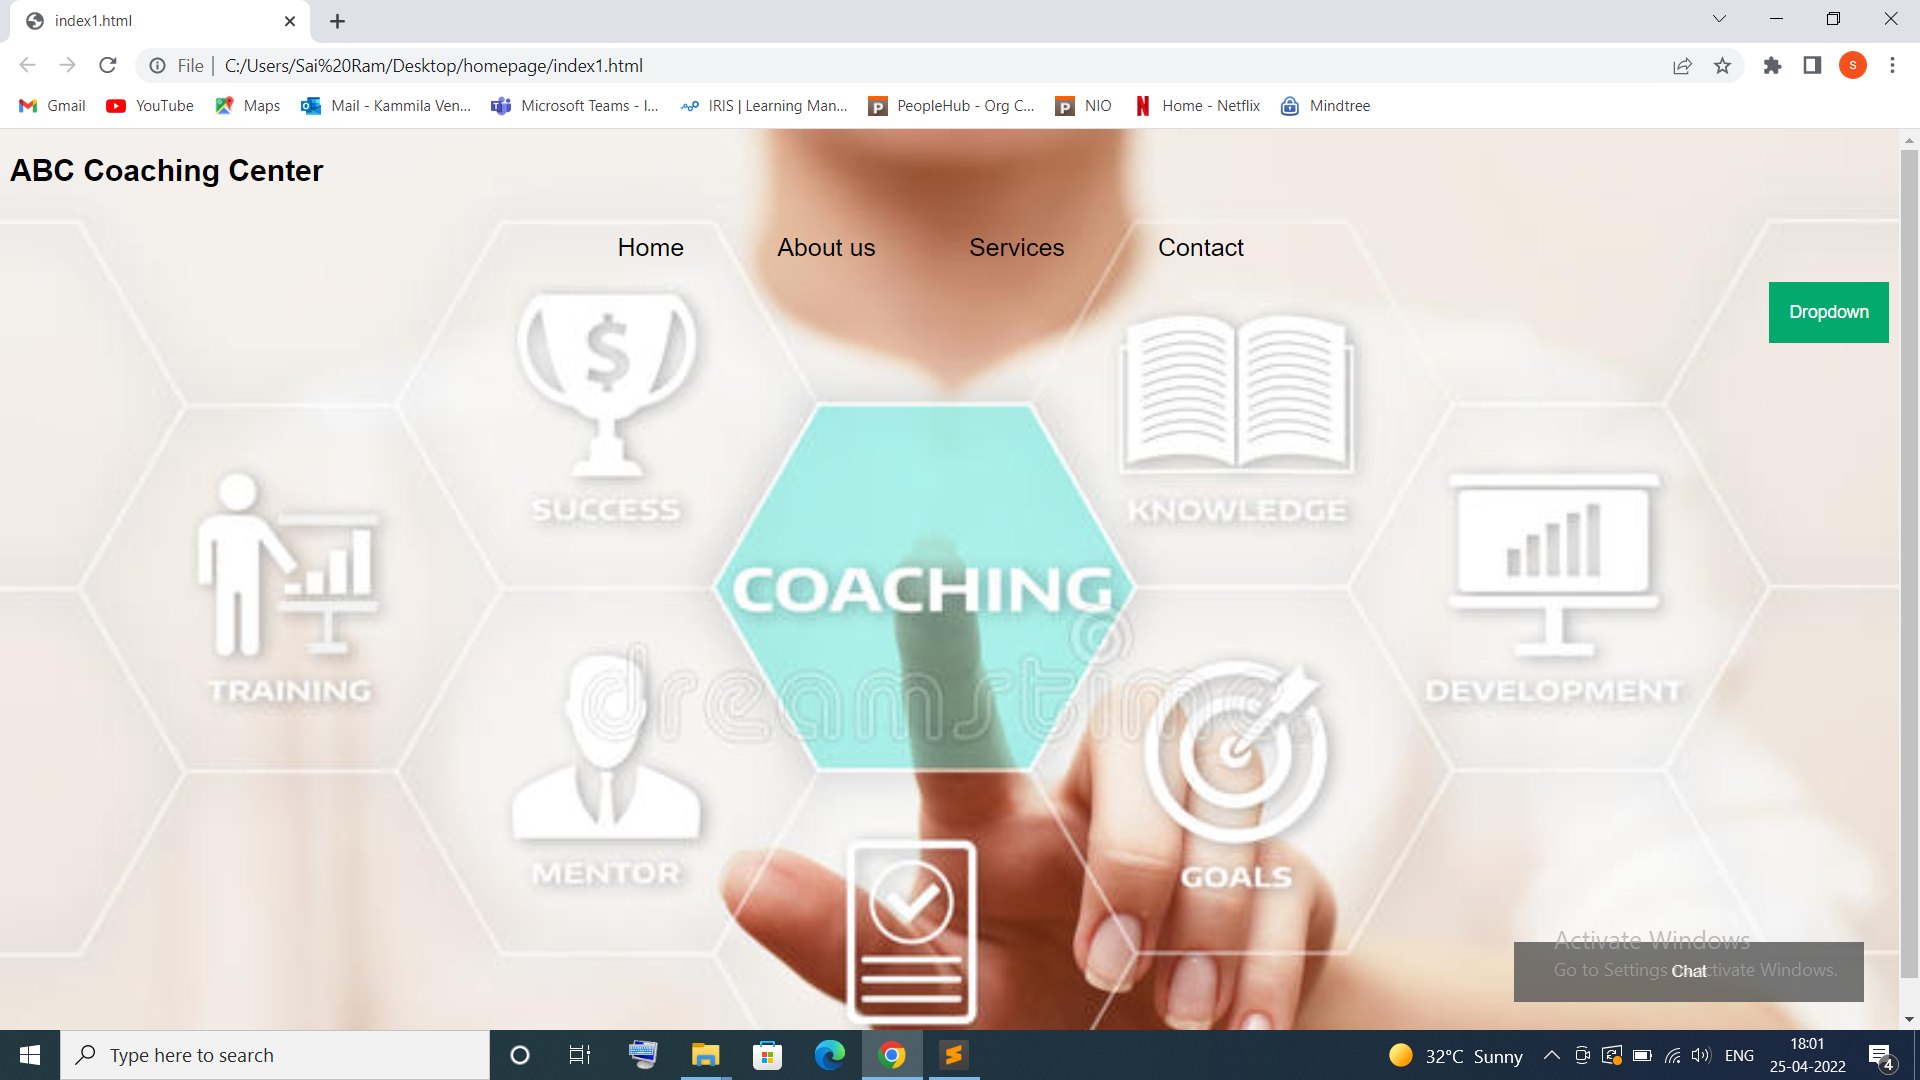 index1.html
File | C:/Users/Sai%20Ram/Desktop/homepage/index1.html
S
Gmail YouTube Maps Mail - Kammila Ven... Microsoft Teams - I... IRIS | Learning Man... PeopleHub - Org C... NIO Home - Netflix Mindtree
ABC Coaching Center
Home About us Services Contact
Dropdown
$
SUCCESS
KNOWLEDGE
COACHING
TRAINING
DEVELOPMENT
dreamstime
MENTOR
GOALS
Activate Windows
Go to Settings to activate Windows.
Chat
Type here to search
32°C Sunny
ENG
18:01
25-04-2022
4